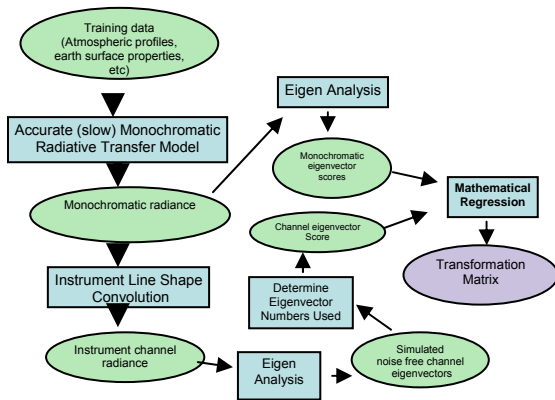 Training data
(Atmospheric profiles,
earth surface properties,
etc)
Accurate (slow) Monochromatic
Radiative Transfer Model
Monochromatic radiance
Instrument Line Shape
Convolution
Instrument channel
radiance
Eigen
Analysis
Simulated
noise free channel
eigenvectors
Determine
Eigenvector
Numbers Used
Channel eigenvector
Score
Eigen Analysis
Monochromatic
eigenvector
scores
Mathematical
Regression
Transformation
Matrix